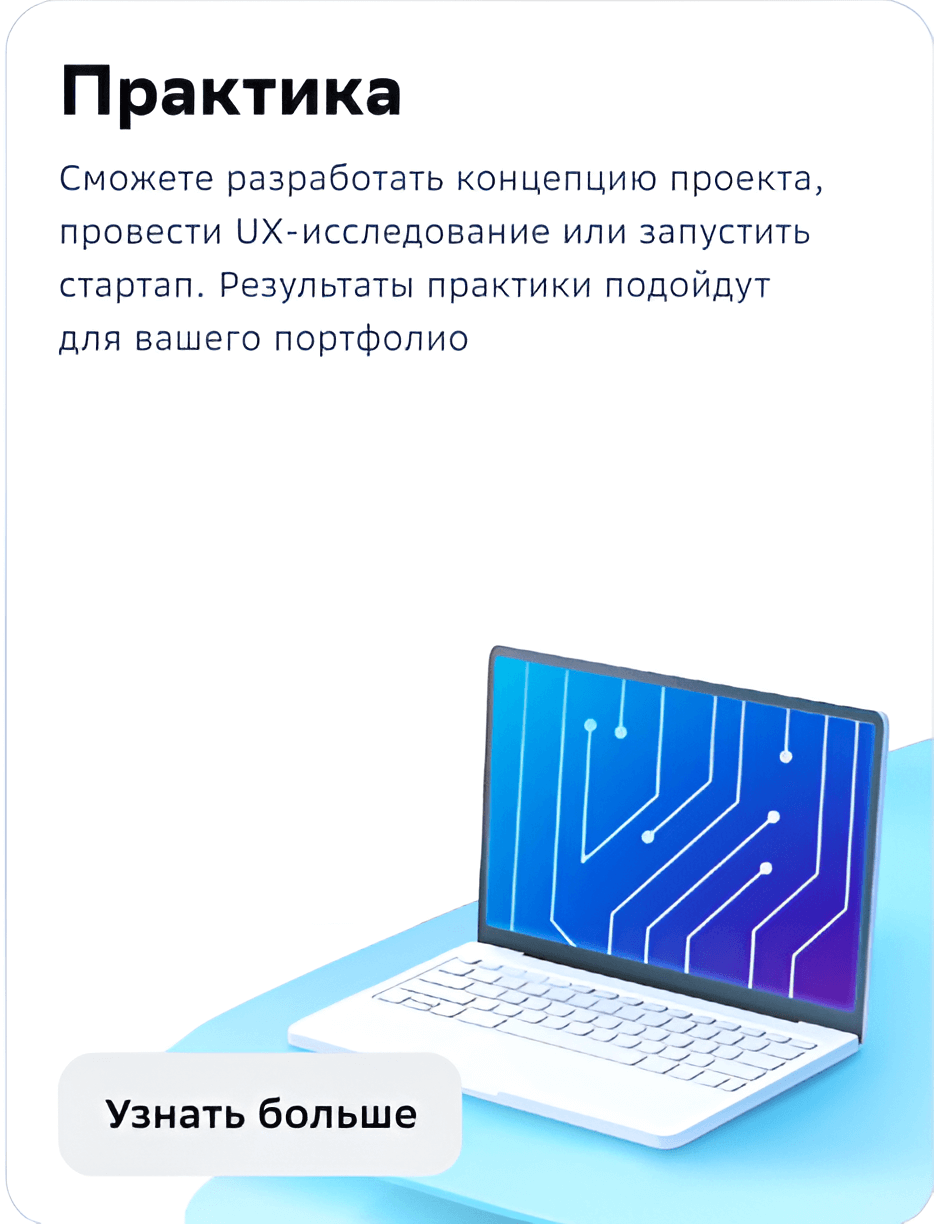 Практика
Сможете разработать концепцию проекта,
провести UX-исследование или запустить
стартап. Результаты практики подойдут
для вашего портфолио
Узнать больше